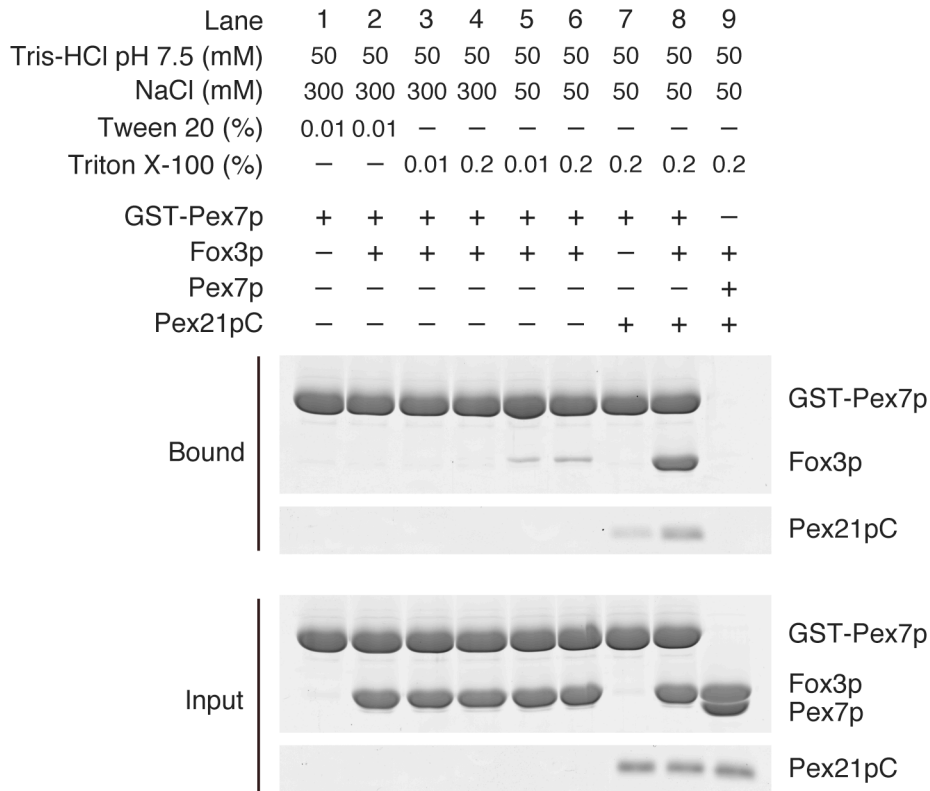 Lane 1 2 3 4 5 6 7 8 9
Tris-HCl pH 7.5 (mM) 50 50 50 50 50 50 50 50 50
NaCl (mM) 300 300 300 300 50 50 50 50 50
Tween 20 (%) 0.01 0.01 – – – – – – –
Triton X-100 (%) – – 0.01 0.2 0.01 0.2 0.2 0.2 0.2
GST-Pex7p + + + + + + + + –
Fox3p – + + + + + – + +
Pex7p – – – – – – – – +
Pex21pC – – – – – – + + +
GST-Pex7p
Bound
Fox3p
Pex21pC
GST-Pex7p
Input
Fox3p
Pex7p
Pex21pC